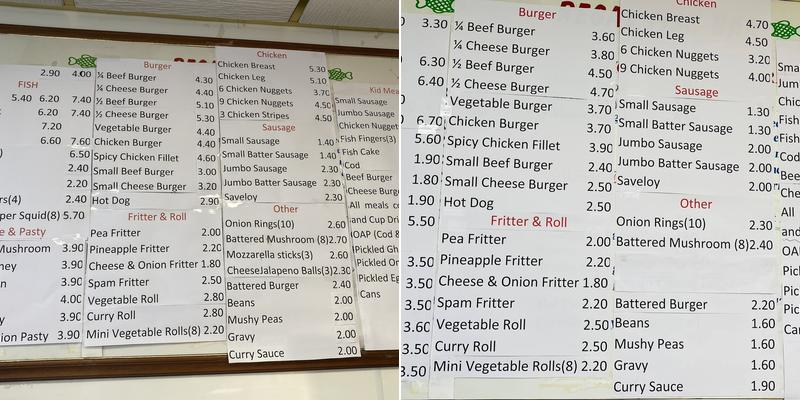 2.90 4.00
FISH
5.40 6.20 7.40
6.20 7.40
7.20
6.60 7.60
6.50
2.40
2.20
rs(4) 2.40
per Squid(8) 5.70
e & Pasty
Mushroom 3.90
ney 3.90
n 3.90
4.00
y 3.90
ion Pasty 3.90
Burger
¼ Beef Burger 4.30
¼ Cheese Burger 4.40
½ Beef Burger 5.10
½ Cheese Burger 5.30
Vegetable Burger 4.40
Chicken Burger 4.40
Spicy Chicken Fillet 4.60
Small Beef Burger 3.00
Small Cheese Burger 3.20
Hot Dog 2.90
Fritter & Roll
Pea Fritter 2.00
Pineapple Fritter 2.20
Cheese & Onion Fritter 1.80
Spam Fritter 2.50
Vegetable Roll 2.80
Curry Roll 2.80
Mini Vegetable Rolls(8) 2.20
Chicken
Chicken Breast 5.30
Chicken Leg 5.10
6 Chicken Nuggets 3.70
9 Chicken Nuggets 4.50
3 Chicken Stripes 4.50
Sausage
Small Sausage 1.40
Small Batter Sausage 1.40
Jumbo Sausage 2.30
Jumbo Batter Sausage 2.30
Saveloy 2.30
Other
Onion Rings(10) 2.60
Battered Mushroom (8)2.70
Mozzarella sticks(3) 2.60
CheeseJalapeno Balls(3)2.30
Battered Burger 2.40
Beans 2.00
Mushy Peas 2.00
Gravy 2.00
Curry Sauce 2.00
Kid Mea
Small Sausage
Jumbo Sausage
Chicken Nugg
Fish Fingers(3)
Fish Cake
Cod
Beef Burger
Cheese Burg
All meals co
and Cup Dri
OAP (Cod &
Pickled Gh
Pickled On
Pickled Eg
Cans
3.30
6.30
6.40
6.70
5.60
1.90
1.80
1.90
5.50
3.50
3.50
3.60
3.50
Burger
¼ Beef Burger 3.60
¼ Cheese Burger 3.80
½ Beef Burger 4.50
½ Cheese Burger 4.70
Vegetable Burger 3.70
Chicken Burger 3.70
Spicy Chicken Fillet 3.90
Small Beef Burger 2.40
Small Cheese Burger 2.50
Hot Dog 2.50
Fritter & Roll
Pea Fritter 2.00
Pineapple Fritter 2.20
Cheese & Onion Fritter 1.80
Spam Fritter 2.20
Vegetable Roll 2.50
Curry Roll 2.50
Mini Vegetable Rolls(8) 2.20
Chicken
Chicken Breast 4.70
Chicken Leg 4.50
6 Chicken Nuggets 3.20
9 Chicken Nuggets 4.00
Sausage
Small Sausage 1.30
Small Batter Sausage 1.30
Jumbo Sausage 2.00
Jumbo Batter Sausage 2.00
Saveloy 2.00
Other
Onion Rings(10) 2.30
Battered Mushroom (8)2.40
Battered Burger 2.20
Beans 1.60
Mushy Peas 1.60
Gravy 1.60
Curry Sauce 1.90
Sma
Jum
Chi
Fish
Fish
Cod
Bee
Che
All
and
OA
Pic
Pic
Pic
Ca